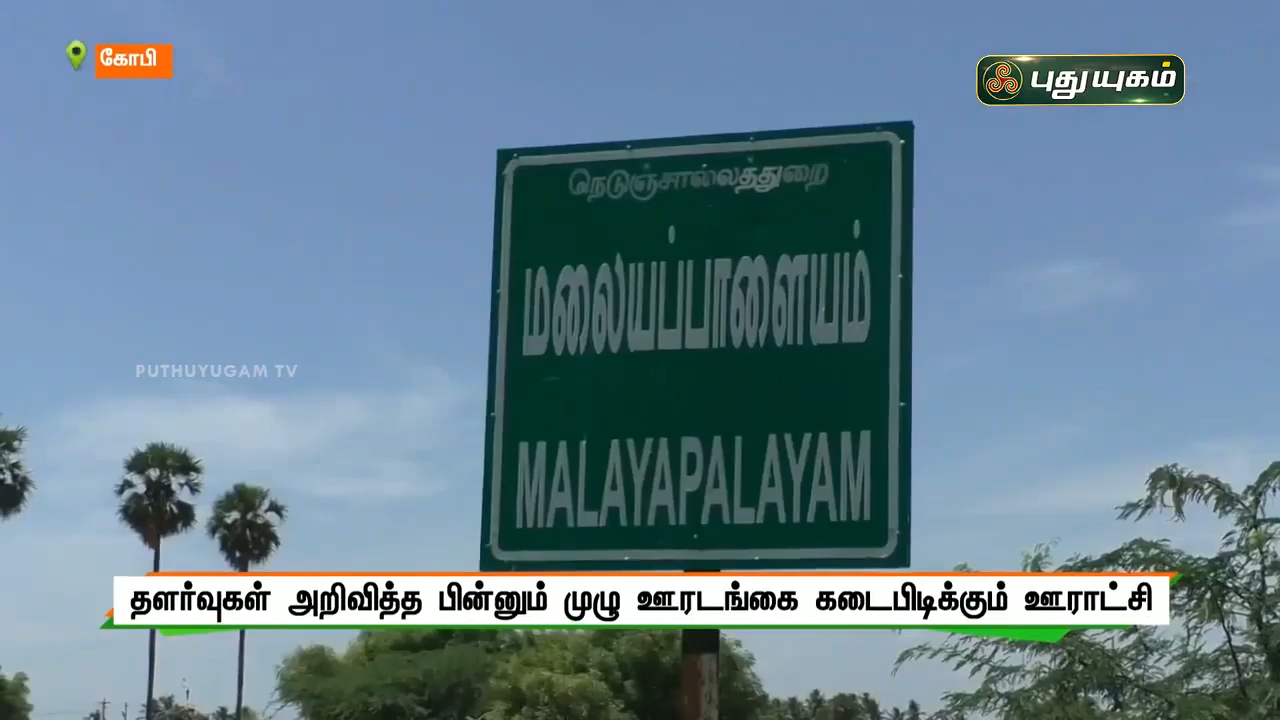 கோபி
புதுயுகம்
நெடுஞ்சாலைத்துறை
மலையப்பாளையம்
PUTHUYUGAM TV
MALAYAPALAYAM
தளர்வுகள் அறிவித்த பின்னும் முழு ஊரடங்கை கடைபிடிக்கும் ஊராட்சி